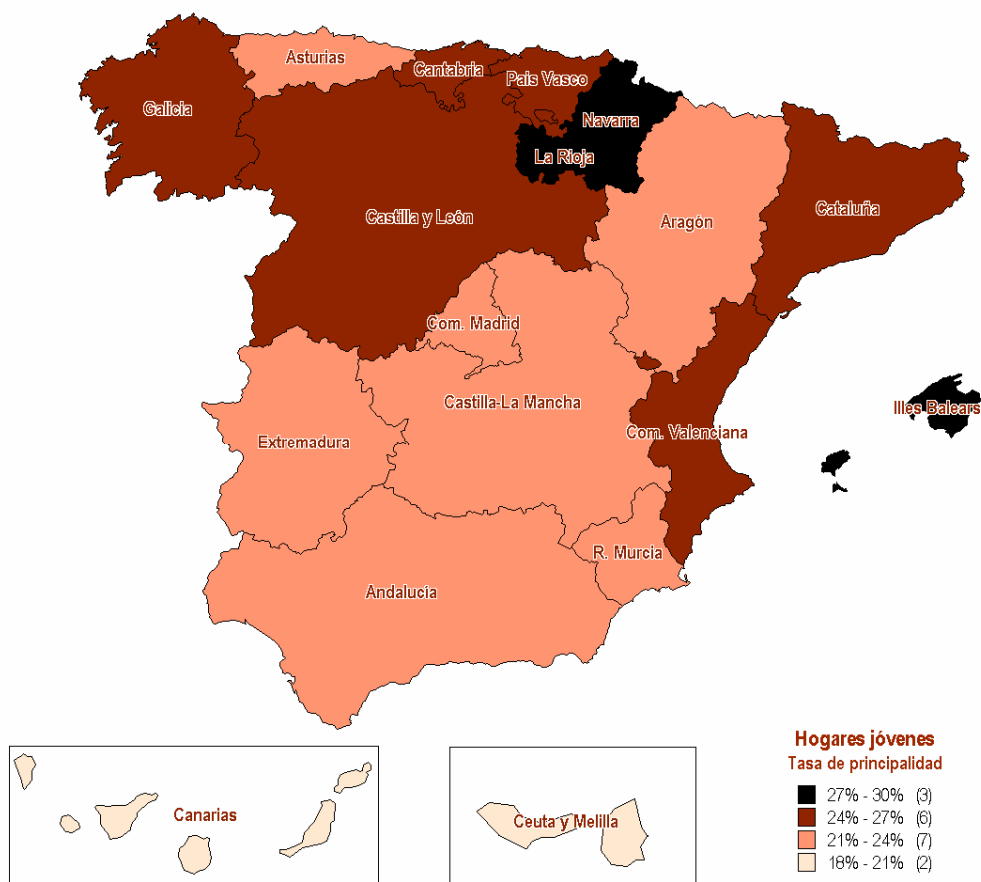 Asturias
Cantabria
Pais Vasco
Galicia
Navarra
La Rioja
Castilla y León
Aragón
Cataluña
Com. Madrid
Castilla-La Mancha
Illes Balears
Com. Valenciana
Extremadura
R. Murcia
Andalucía
Canarias
Ceuta y Melilla
Hogares jóvenes
Tasa de principalidad
27% - 30% (3)
24% - 27% (6)
21% - 24% (7)
18% - 21% (2)